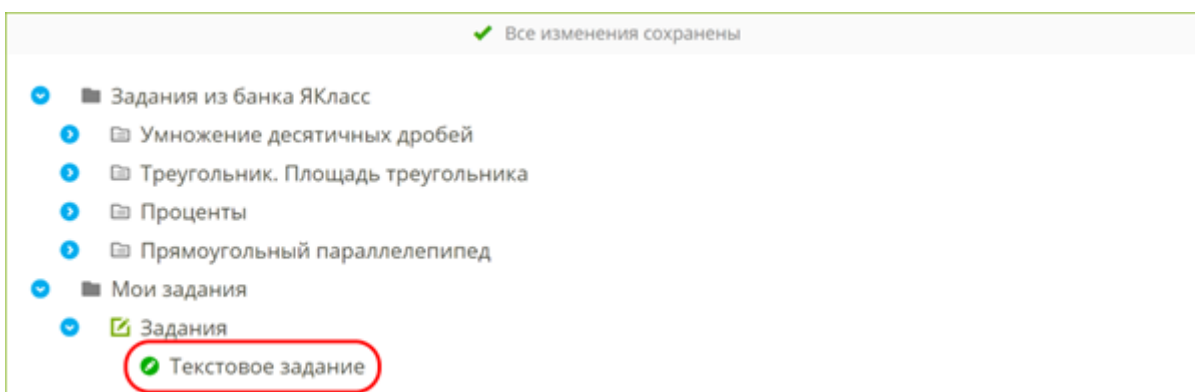 Все изменения сохранены
Задания из банка ЯКласс
Умножение десятичных дробей
Треугольник. Площадь треугольника
Проценты
Прямоугольный параллелепипед
Мои задания
Задания
Текстовое задание